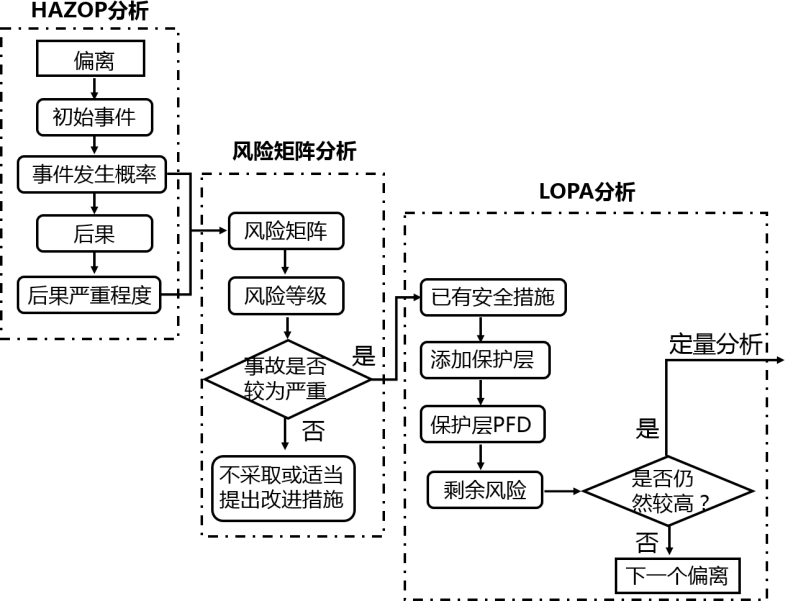 HAZOP分析
偏离
初始事件
事件发生概率
后果
后果严重程度
风险矩阵分析
风险矩阵
风险等级
事故是否
较为严重
是
否
不采取或适当
提出改进措施
LOPA分析
已有安全措施
添加保护层
保护层PFD
剩余风险
是否仍
然较高？
是
定量分析
否
下一个偏离